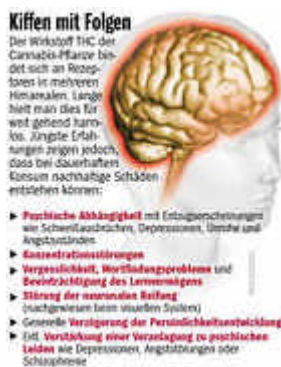 Kiffen mit Folgen
Der Wirkstoff THC der
Cannabis-Pflanze bin-
det sich an Rezep-
toren in mehreren
Hirnarealen. Lange
hielt man dies für
weit gehend harm-
los. Jüngste Erfah-
rungen zeigen jedoch,
dass bei dauerhaftem
Konsum nachhaltige Schäden
entstehen können:
▶ Psychische Abhängigkeit mit Entzugserscheinungen
wie Schweißausbrüchen, Depressionen, Unruhe und
Angstzuständen
▶ Konzentrationsstörungen
▶ Vergesslichkeit, Wortfindungsprobleme und
Beeinträchtigung des Lernvermögens
▶ Störung der neuronalen Reifung
(nachgewiesen beim visuellen System)
▶ Generelle Verzögerung der Persönlichkeitsentwicklung
▶ Evtl. Verstärkung einer Veranlagung zu psychischen
Leiden wie Depressionen, Angststörungen oder
Schizophrenie